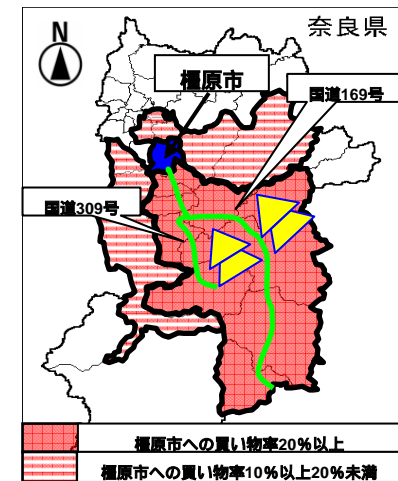 奈良県
N
橿原市
国道169号
国道309号
橿原市への買い物率20％以上
橿原市への買い物率10％以上20％未満